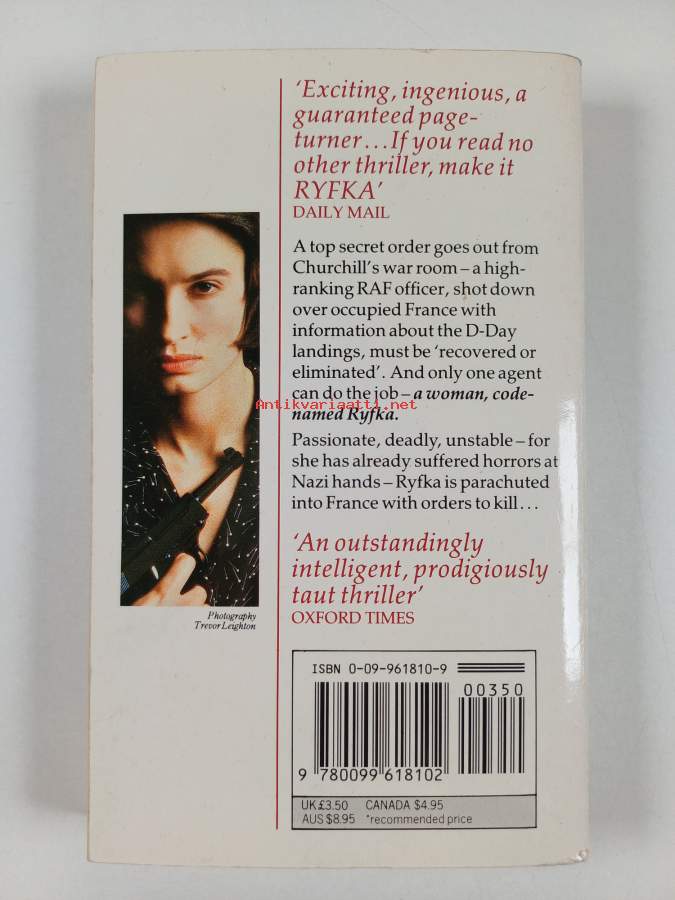 ‘Exciting, ingenious, a
guaranteed page-
turner...If you read no
other thriller, make it
RYFKA’
DAILY MAIL
A top secret order goes out from
Churchill’s war room – a high-
ranking RAF officer, shot down
over occupied France with
information about the D-Day
landings, must be ‘recovered or
eliminated’. And only one agent
can do the job – a woman, code-
named Ryfka.
Antikvariaatti.net
Passionate, deadly, unstable – for
she has already suffered horrors at
Nazi hands – Ryfka is parachuted
into France with orders to kill...
‘An outstandingly
intelligent, prodigiously
taut thriller’
OXFORD TIMES
Photography
Trevor Leighton
ISBN 0-09-961810-9
00350
9 780099 618102
UK £3.50 CANADA $4.95
AUS $8.95 *recommended price